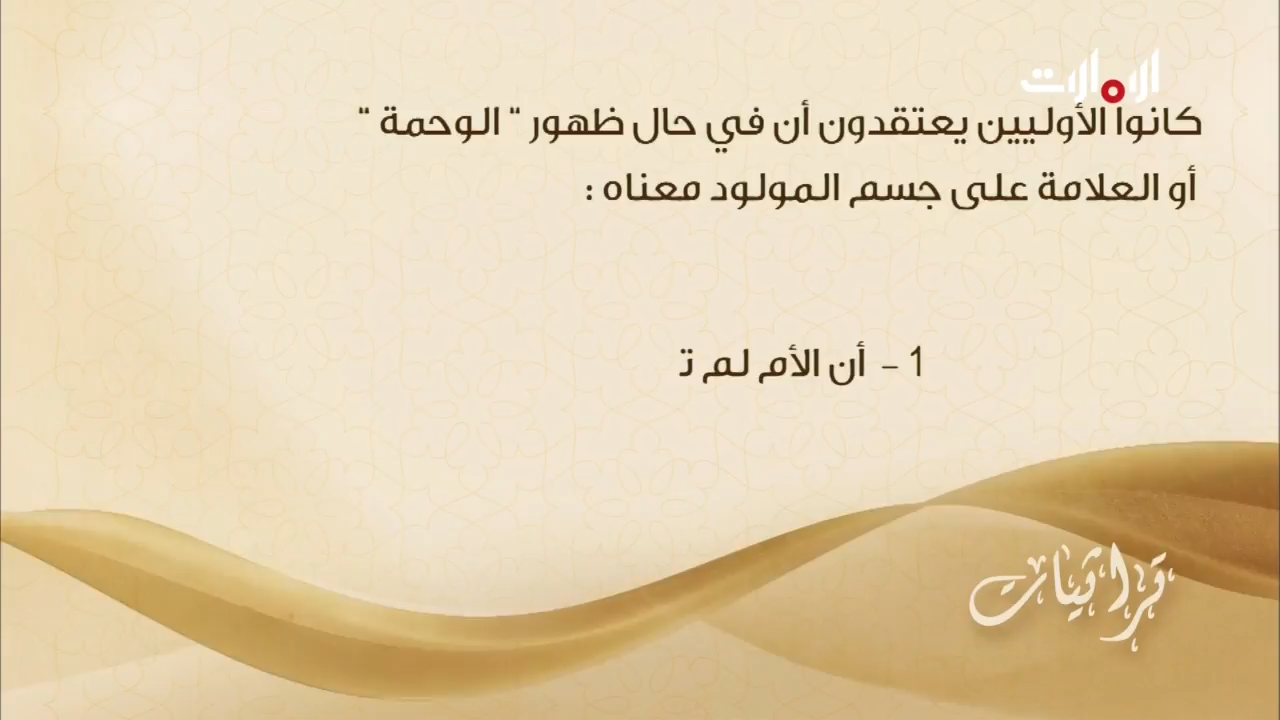 الإمارات
كانوا الأوليين يعتقدون أن في حال ظهور " الوحمة "
أو العلامة على جسم المولود معناه :
1 - أن الأم لم تـ
تراثيات